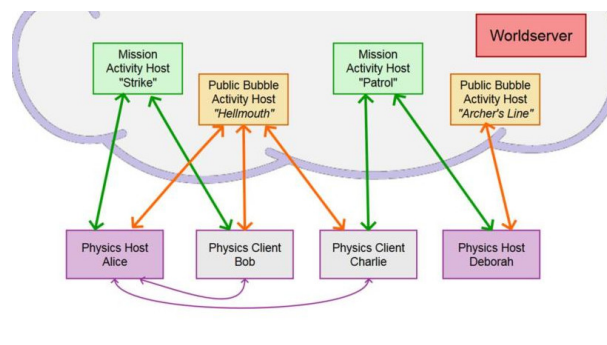 Worldserver
Mission
Activity Host
"Strike"
Public Bubble
Activity Host
"Hellmouth"
Mission
Activity Host
"Patrol"
Public Bubble
Activity Host
"Archer's Line"
Physics Host
Alice
Physics Client
Bob
Physics Client
Charlie
Physics Host
Deborah